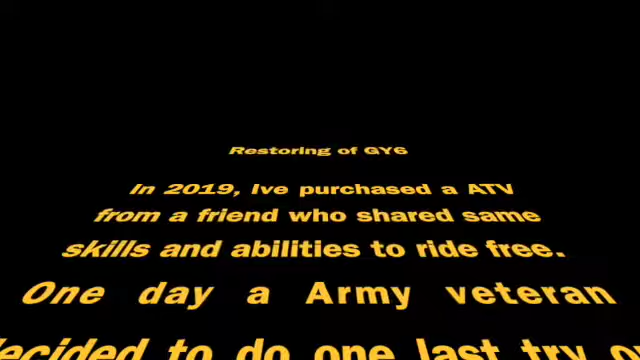 Restoring of GY6
In 2019, Ive purchased a ATV
from a friend who shared same
skills and abilities to ride free.
One day a Army veteran
decided to do one last try on